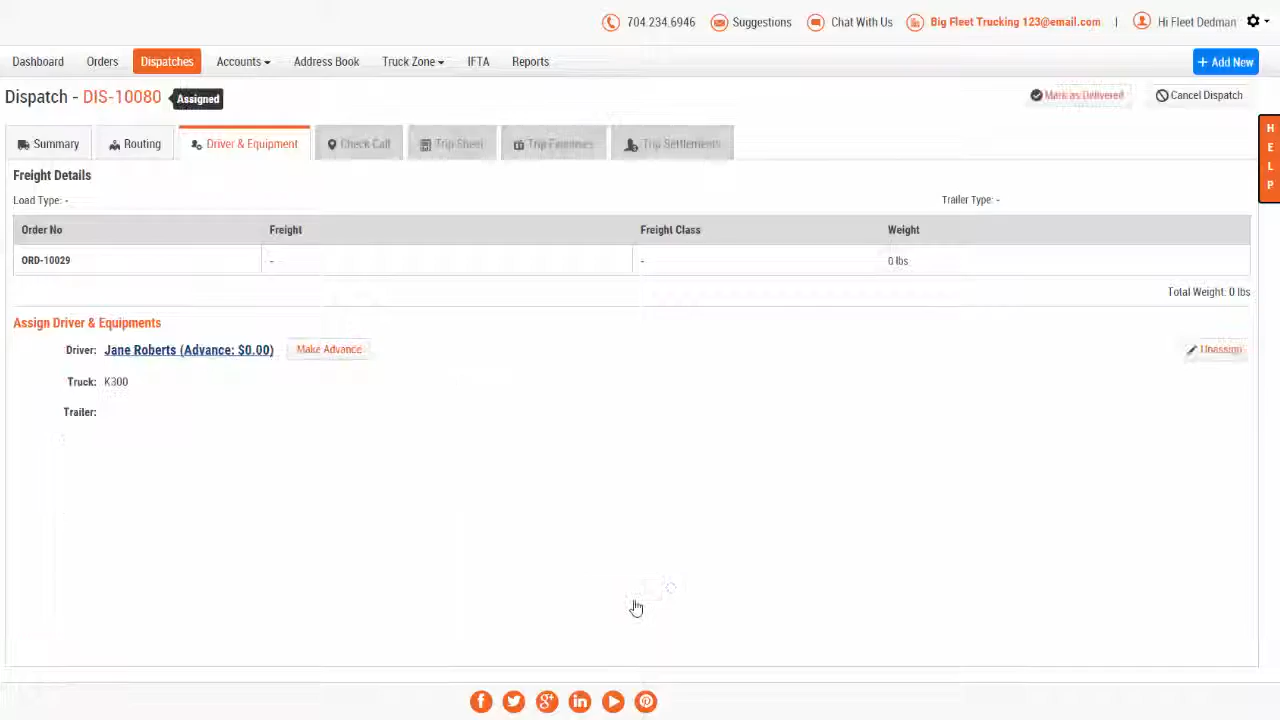 704.234.6946 Suggestions Chat With Us Big Fleet Trucking 123@email.com | Hi Fleet Dedman
Dashboard Orders Dispatches Accounts Address Book Truck Zone IFTA Reports + Add New
Dispatch - DIS-10080 Assigned Mark as Delivered Cancel Dispatch
Summary Routing Driver & Equipment Check Call Trip Sheet Trip Expenses Trip Settlements
HELP
Freight Details
Load Type: - Trailer Type: -
Order No Freight Freight Class Weight
ORD-10029 - - 0 lbs
Total Weight: 0 lbs
Assign Driver & Equipments
Driver: Jane Roberts (Advance: $0.00) Make Advance Unassign
Truck: K300
Trailer: